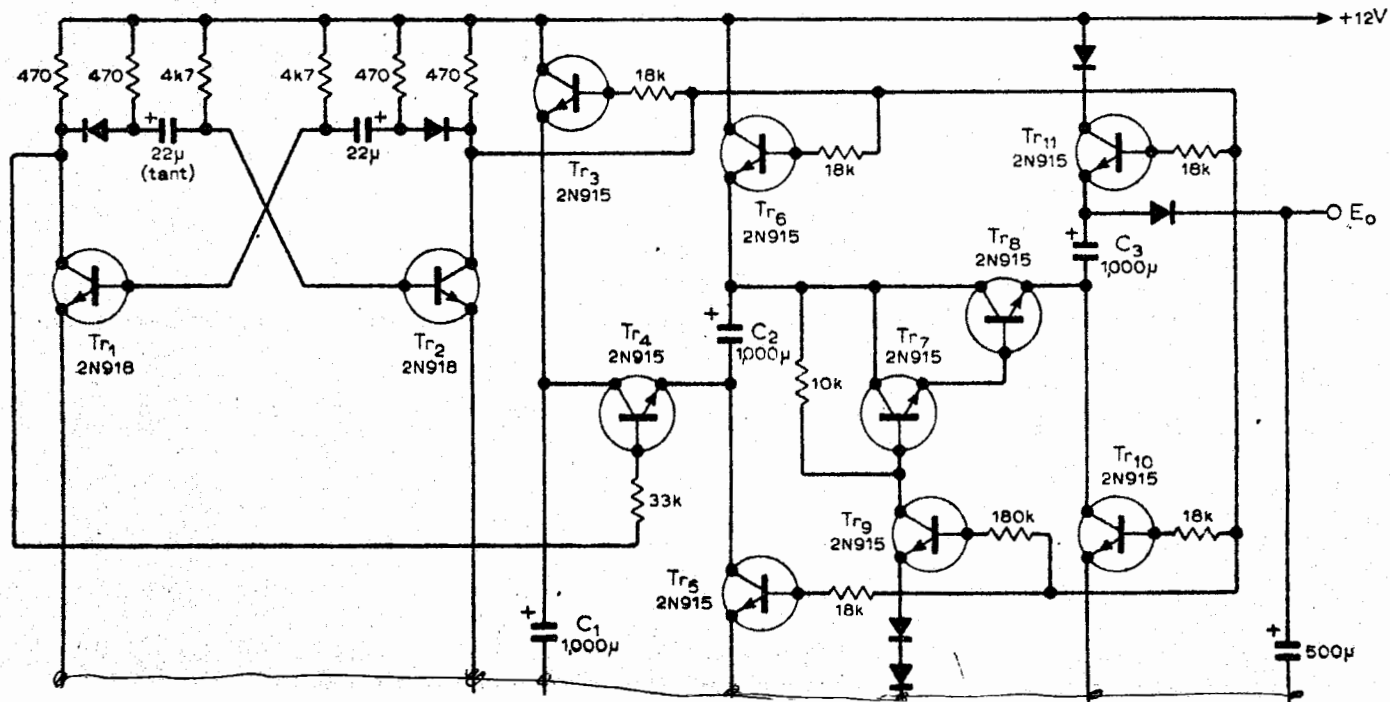 +12V
470
470
4k7
4k7
470
470
+
22µ
(tant)
+
22µ
18k
Tr3
2N915
18k
Tr6
2N915
Tr11
2N915
18k
Eo
Tr1
2N918
Tr2
2N918
Tr4
2N915
33k
+
C2
1,000µ
Tr7
2N915
10k
Tr8
2N915
+
C3
1,000µ
Tr9
2N915
180k
Tr10
2N915
18k
Tr5
2N915
18k
+
C1
1,000µ
+
500µ